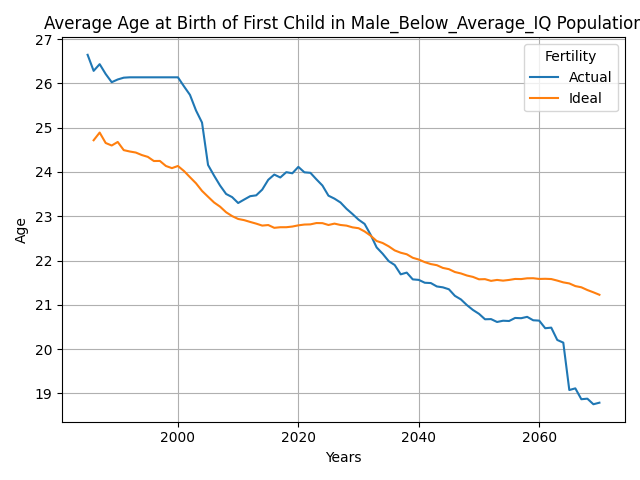 Average Age at Birth of First Child in Male_Below_Average_IQ Population
27
26
25
24
23
22
21
20
19
Age
Fertility
Actual
Ideal
2000 2020 2040 2060
Years